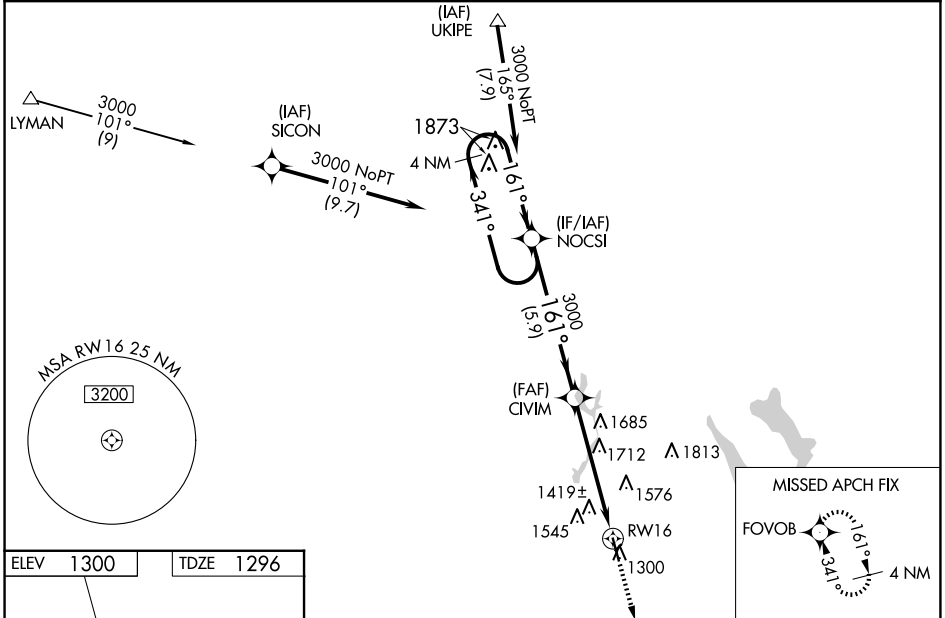 (IAF)
UKIPE
3000 NoPT
165°
(7.9)
LYMAN
3000
101°
(9)
(IAF)
SICON
3000 NoPT
101°
(9.7)
1873
4 NM
161°
341°
(IF/IAF)
NOCSI
3000
161°
(5.9)
MSA RW16 25 NM
3200
(FAF)
CIVIM
1685
1712
1813
1576
1419±
1545
RW16
1300
MISSED APCH FIX
FOVOB
161°
341°
4 NM
ELEV 1300
TDZE 1296